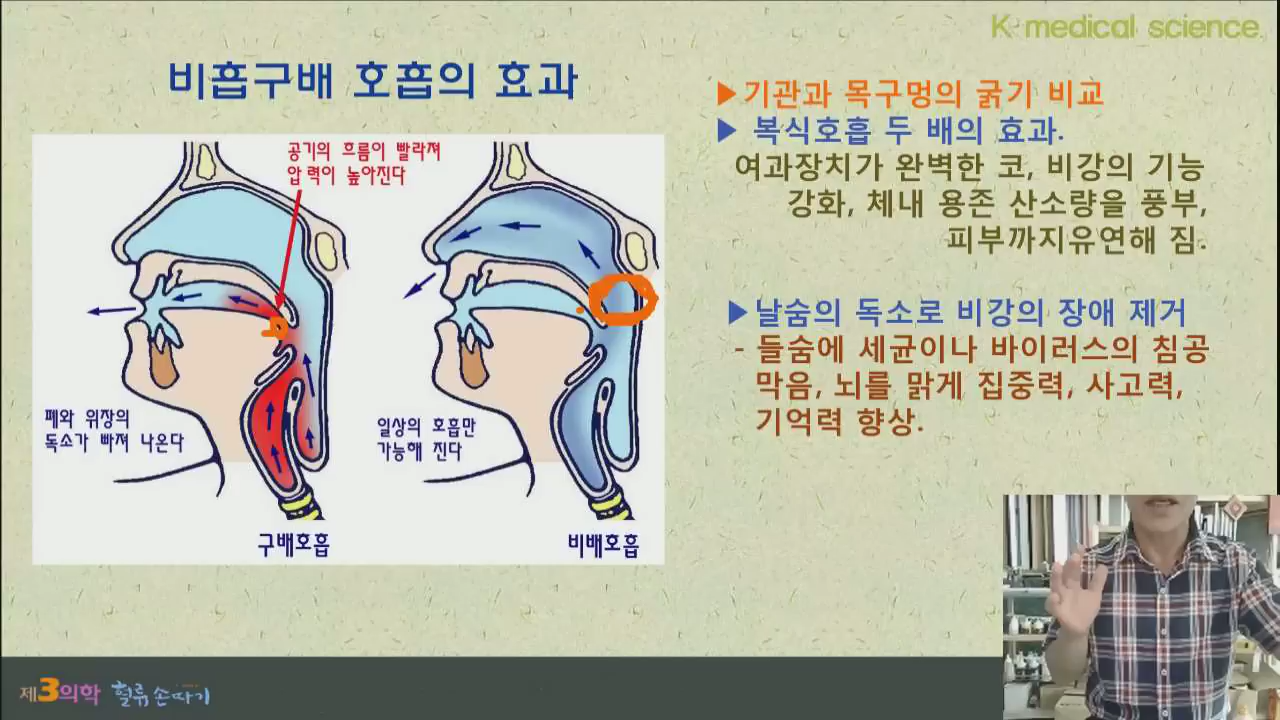 K medical science
비흡구배 호흡의 효과
공기의 흐름이 빨라져
압력이 높아진다
폐와 위장의
독소가 빠져 나온다
구배호흡
일상의 호흡만
가능해 진다
비배호흡
▶기관과 목구멍의 굵기 비교
▶ 복식호흡 두 배의 효과.
여과장치가 완벽한 코, 비강의 기능
강화, 체내 용존 산소량을 풍부,
피부까지유연해 짐.
▶날숨의 독소로 비강의 장애 제거
- 들숨에 세균이나 바이러스의 침공
막음, 뇌를 맑게 집중력, 사고력,
기억력 향상.
제3의학 혈류 손따기